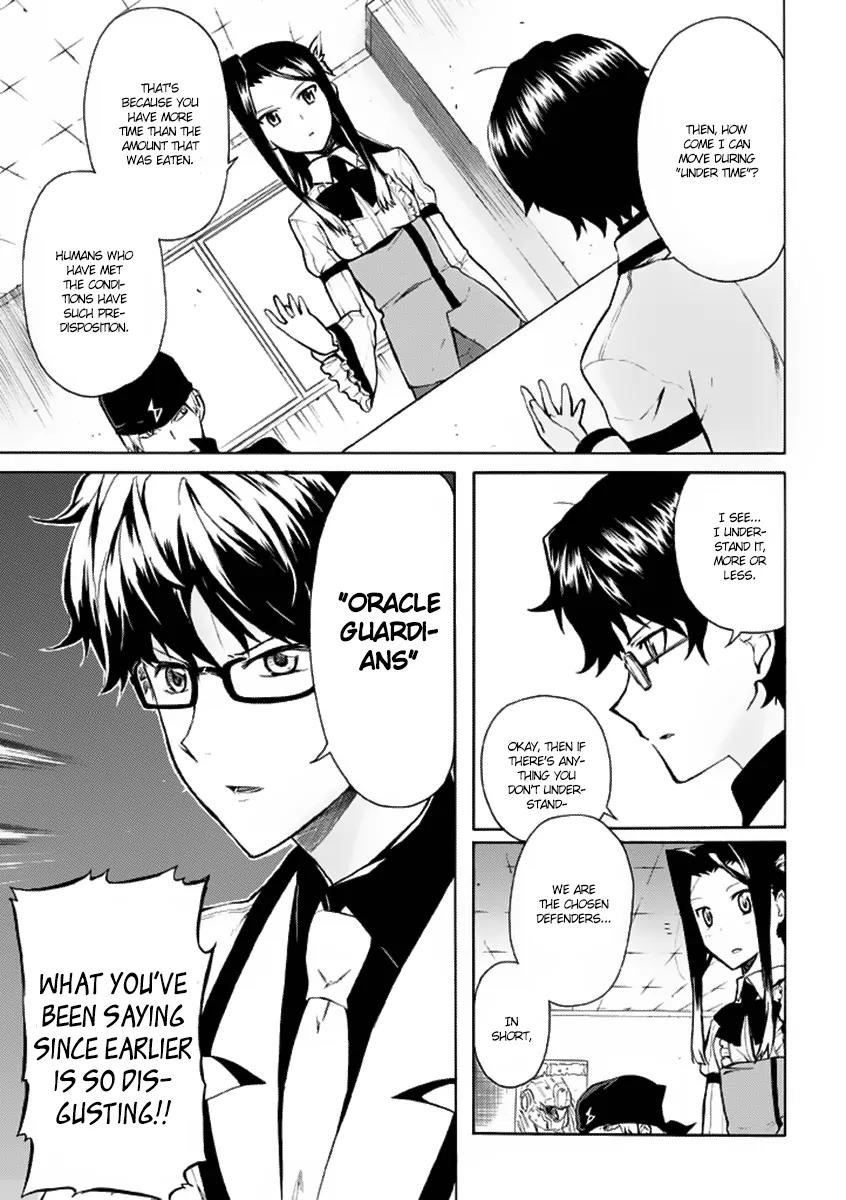 THEN, HOW
COME I CAN
MOVE DURING
"UNDER TIME"?
THAT'S
BECAUSE YOU
HAVE MORE
TIME THAN THE
AMOUNT THAT
WAS EATEN.
HUMANS WHO
HAVE MET
THE CONDI-
TIONS HAVE
SUCH PRE-
DISPOSITION.
I SEE...
I UNDER-
STAND IT,
MORE OR
LESS.
OKAY, THEN IF
THERE'S ANY-
THING YOU
DON'T UNDER-
STAND-
WE ARE
THE CHOSEN
DEFENDERS...
IN
SHORT,
"ORACLE
GUARDI-
ANS"
WHAT YOU'VE
BEEN SAYING
SINCE EARLIER
IS SO DIS-
GUSTING!!